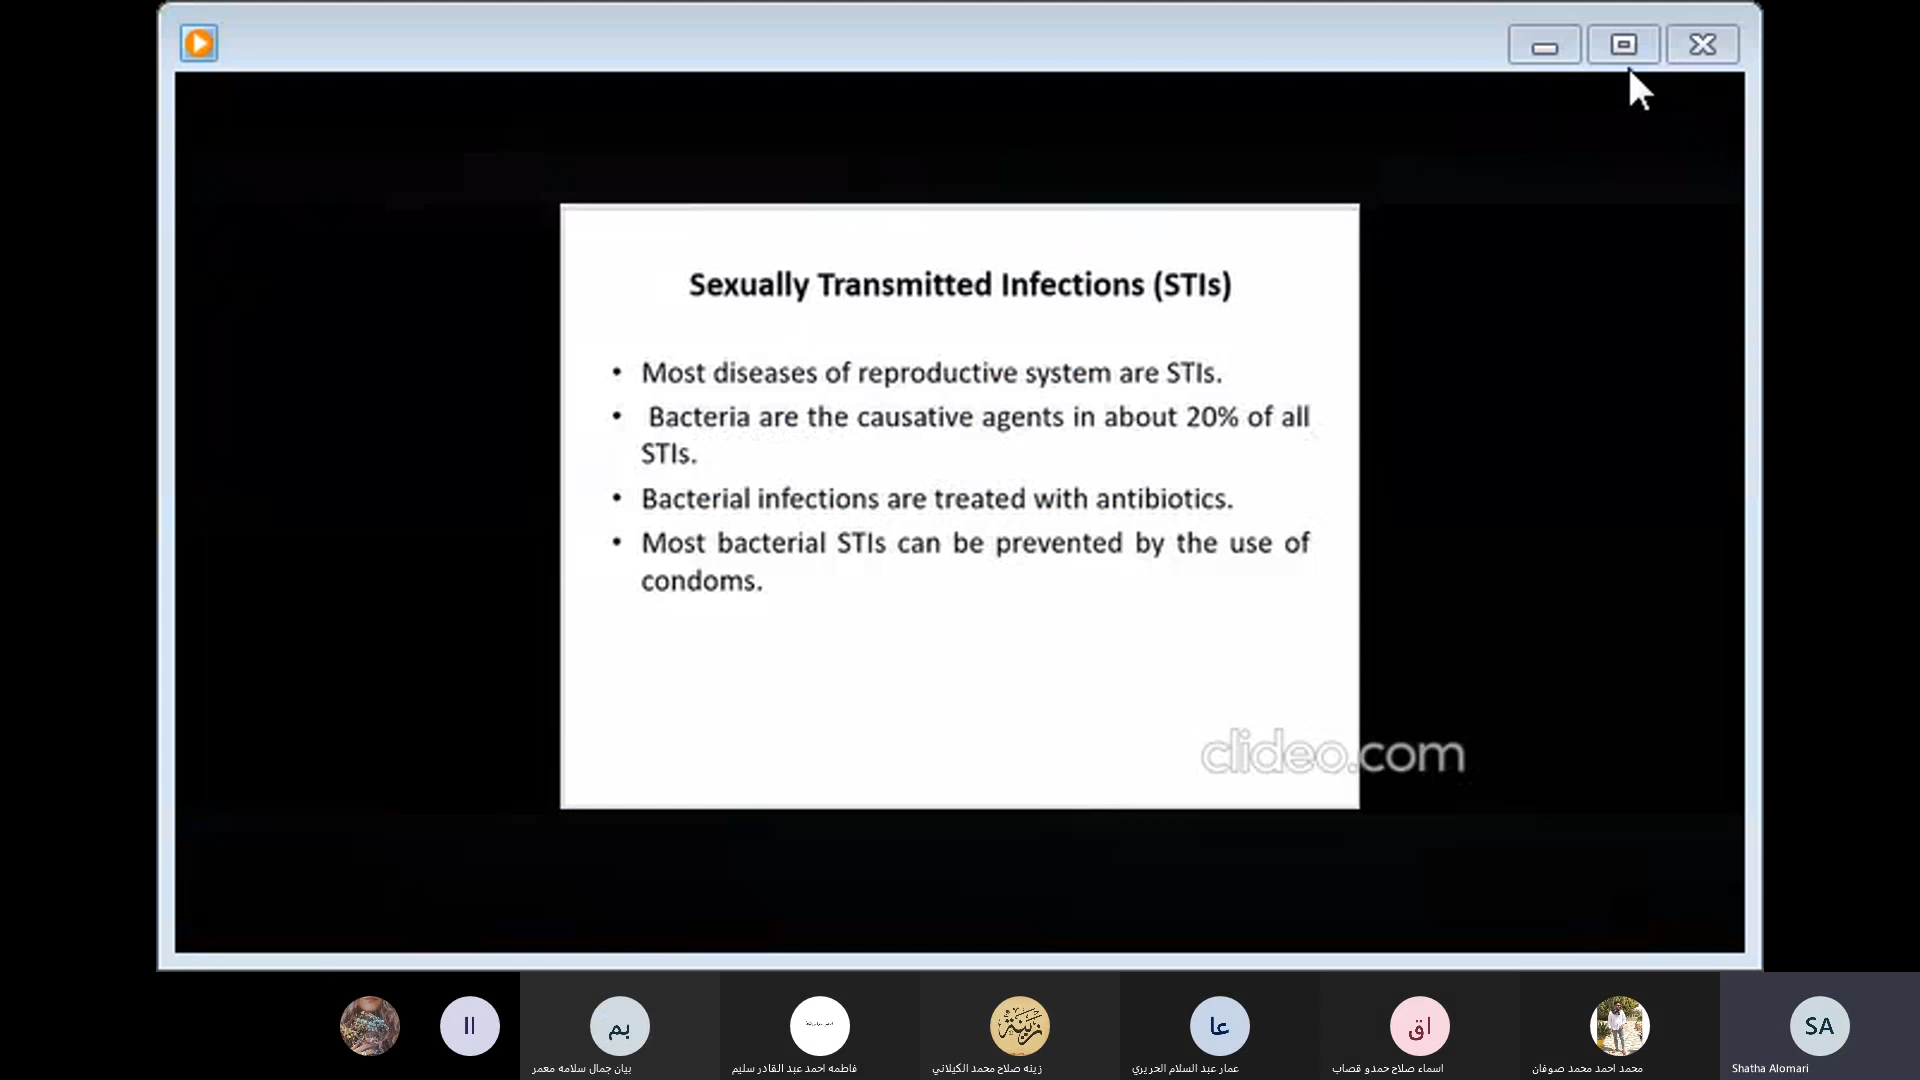 Sexually Transmitted Infections (STIs)
• Most diseases of reproductive system are STIs.
• Bacteria are the causative agents in about 20% of all
STIs.
• Bacterial infections are treated with antibiotics.
• Most bacterial STIs can be prevented by the use of
condoms.
clideo.com
II
بم
زينة
عا
اق
SA
بيان جمال سلامه معمر
فاطمه احمد عبد القادر سليم
زينه صلاح محمد الكيلاني
عمار عبد السلام الحريري
اسماء صلاح حمدو قصاب
محمد احمد محمد صوفان
Shatha Alomari